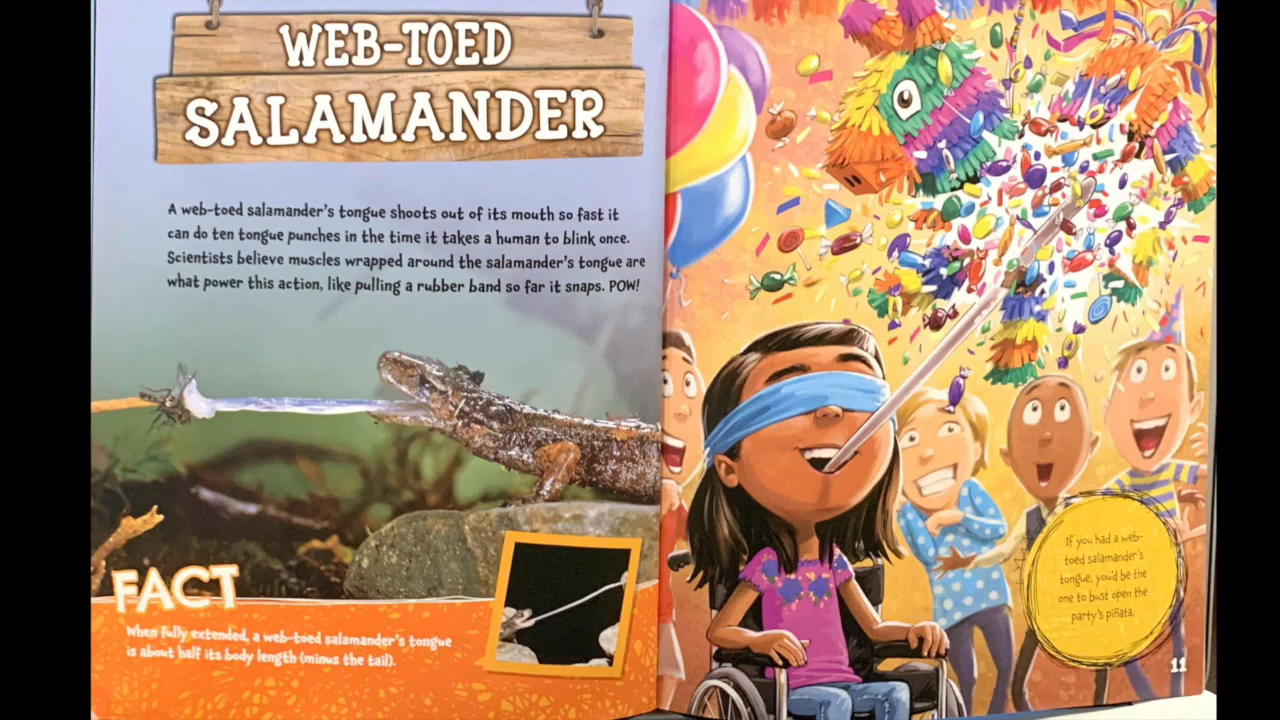 WEB-TOED
SALAMANDER
A web-toed salamander's tongue shoots out of its mouth so fast it
can do ten tongue punches in the time it takes a human to blink once.
Scientists believe muscles wrapped around the salamander's tongue are
what power this action, like pulling a rubber band so far it snaps. POW!
FACT
When fully extended, a web-toed salamander's tongue
is about half its body length (minus the tail).
If you had a web-
toed salamander's
tongue, you'd be the
one to bust open the
party's piñata.
11